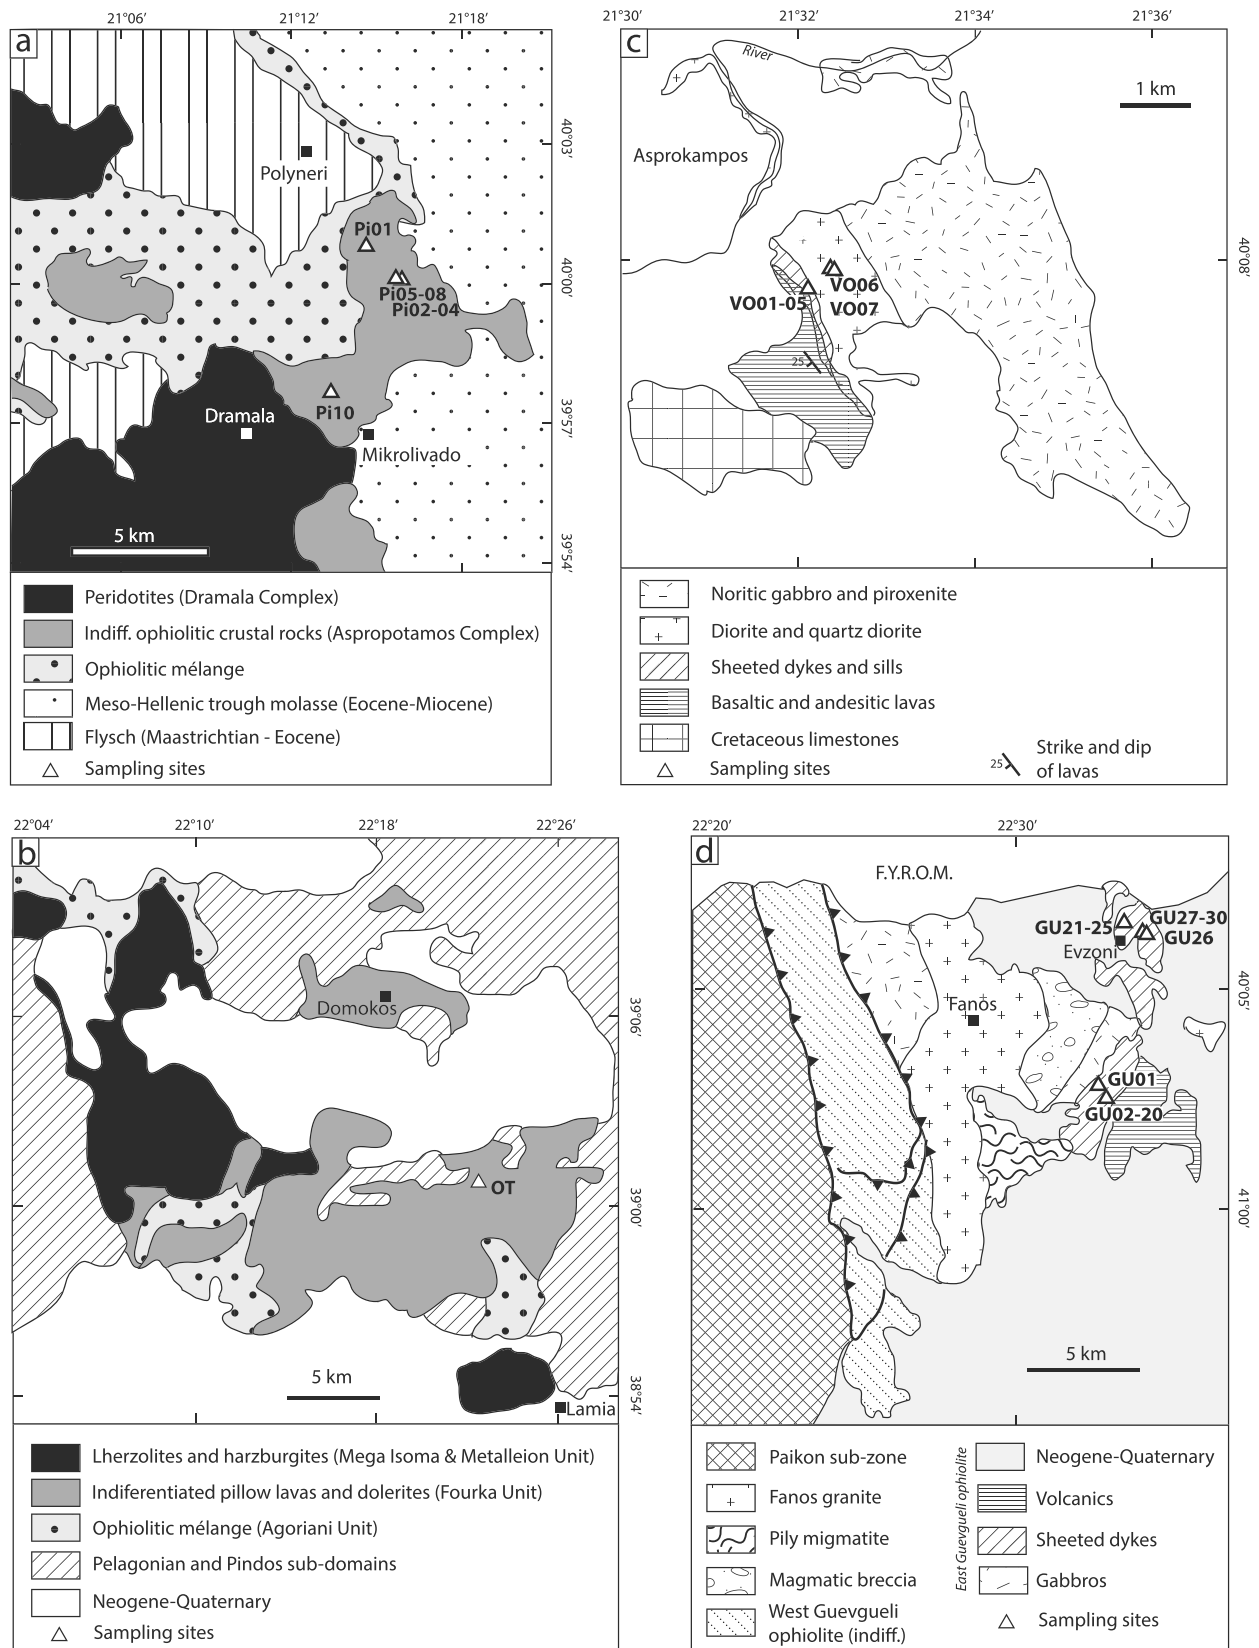 21°06′ 21°12′ 21°18′
a
40°03′
Polyneri
Pi01
40°00′
Pi05-08
Pi02-04
39°57′
Dramala
Pi10
Mikrolivado
5 km
39°54′
Peridotites (Dramala Complex)
Indiff. ophiolitic crustal rocks (Aspropotamos Complex)
Ophiolitic mélange
Meso-Hellenic trough molasse (Eocene-Miocene)
Flysch (Maastrichtian - Eocene)
Sampling sites
21°30′ 21°32′ 21°34′ 21°36′
c
River
1 km
Asprokampos
40°08′
VO06
VO01-05 VO07
25
Noritic gabbro and piroxenite
Diorite and quartz diorite
Sheeted dykes and sills
Basaltic and andesitic lavas
Cretaceous limestones
Sampling sites
25
Strike and dip
of lavas
22°04′ 22°10′ 22°18′ 22°26′
b
Domokos
39°06′
OT
39°00′
5 km
38°54′
Lamia
Lherzolites and harzburgites (Mega Isoma & Metalleion Unit)
Indiferentiated pillow lavas and dolerites (Fourka Unit)
Ophiolitic mélange (Agoriani Unit)
Pelagonian and Pindos sub-domains
Neogene-Quaternary
Sampling sites
22°20′ 22°30′
d
F.Y.R.O.M.
GU27-30
GU21-25 GU26
Evzoni
40°05′
Fanos
GU01
GU02-20
41°00′
5 km
Paikon sub-zone
Fanos granite
Pily migmatite
Magmatic breccia
West Guevgueli
ophiolite (indiff.)
East Guevgueli ophiolite
Neogene-Quaternary
Volcanics
Sheeted dykes
Gabbros
Sampling sites